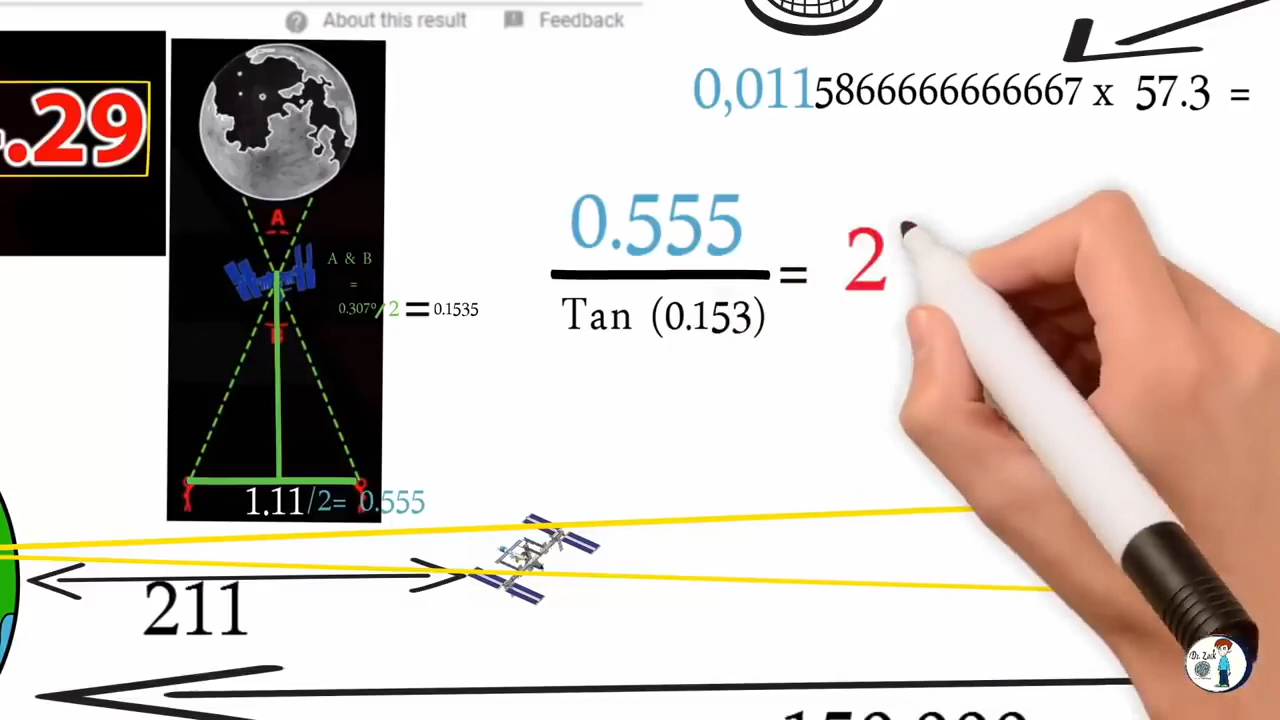 About this result Feedback
.29
0,0115866666666667 x 57.3 =
A
A & B
=
0.307°/2 = 0.1535
B
0.555
Tan (0.153)
= 2
1.11/2= 0.555
211
Dr. Zack